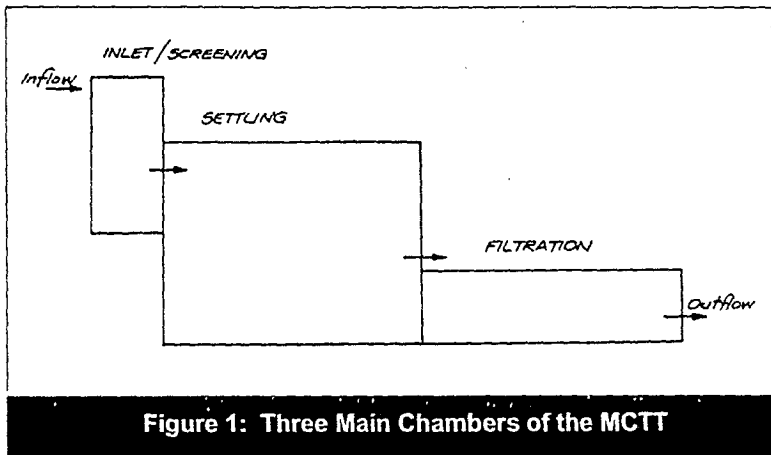 INLET/SCREENING
Inflow
SETTLING
FILTRATION
Outflow
Figure 1: Three Main Chambers of the MCTT